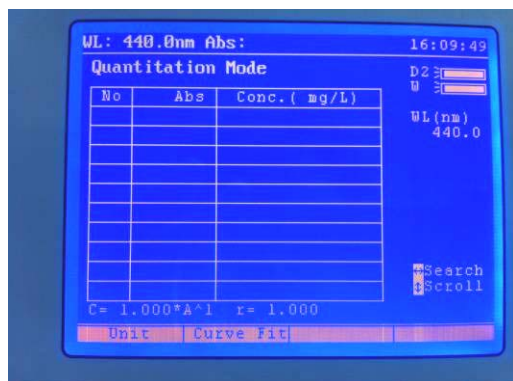 WL: 440.0nm Abs:
16:09:49
Quantitation Mode
D2
W
No Abs Conc.( mg/L)
WL(nm)
440.0
↔Search
↕Scroll
C= 1.000*A^1 r= 1.000
Unit Curve Fit